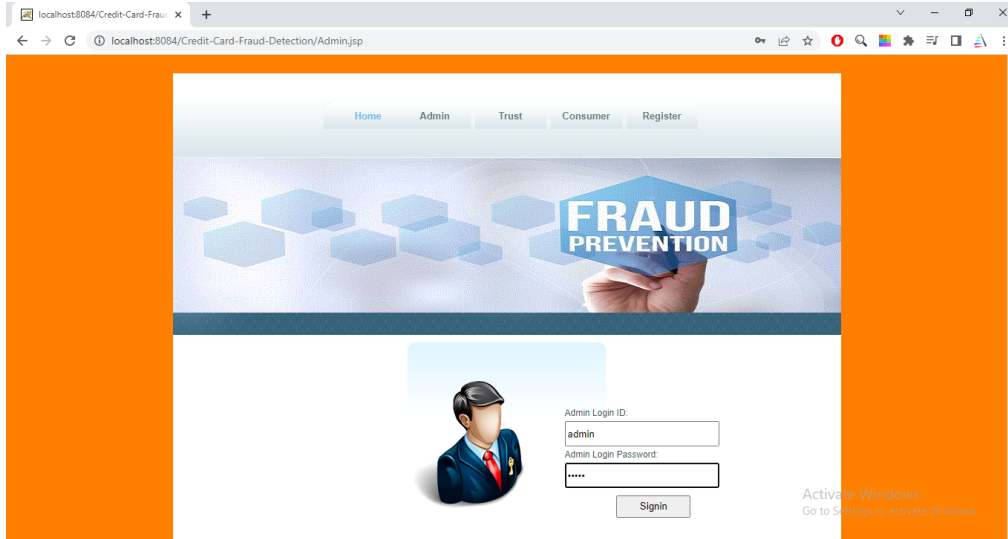 localhost:8084/Credit-Card-Frau
localhost:8084/Credit-Card-Fraud-Detection/Admin.jsp
Home Admin Trust Consumer Register
FRAUD
PREVENTION
Admin Login ID:
admin
Admin Login Password:
•••••
Signin
Activate Windows
Go to Settings to activate Windows.